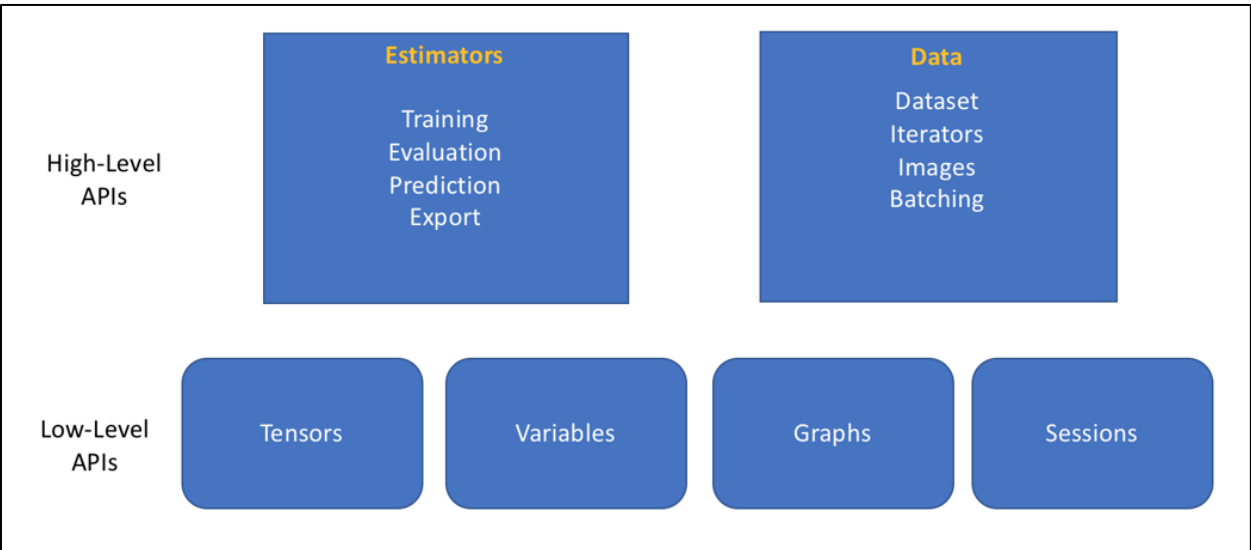 Estimators
Training
Evaluation
Prediction
Export
Data
Dataset
Iterators
Images
Batching
High-Level
APIs
Low-Level
APIs
Tensors
Variables
Graphs
Sessions